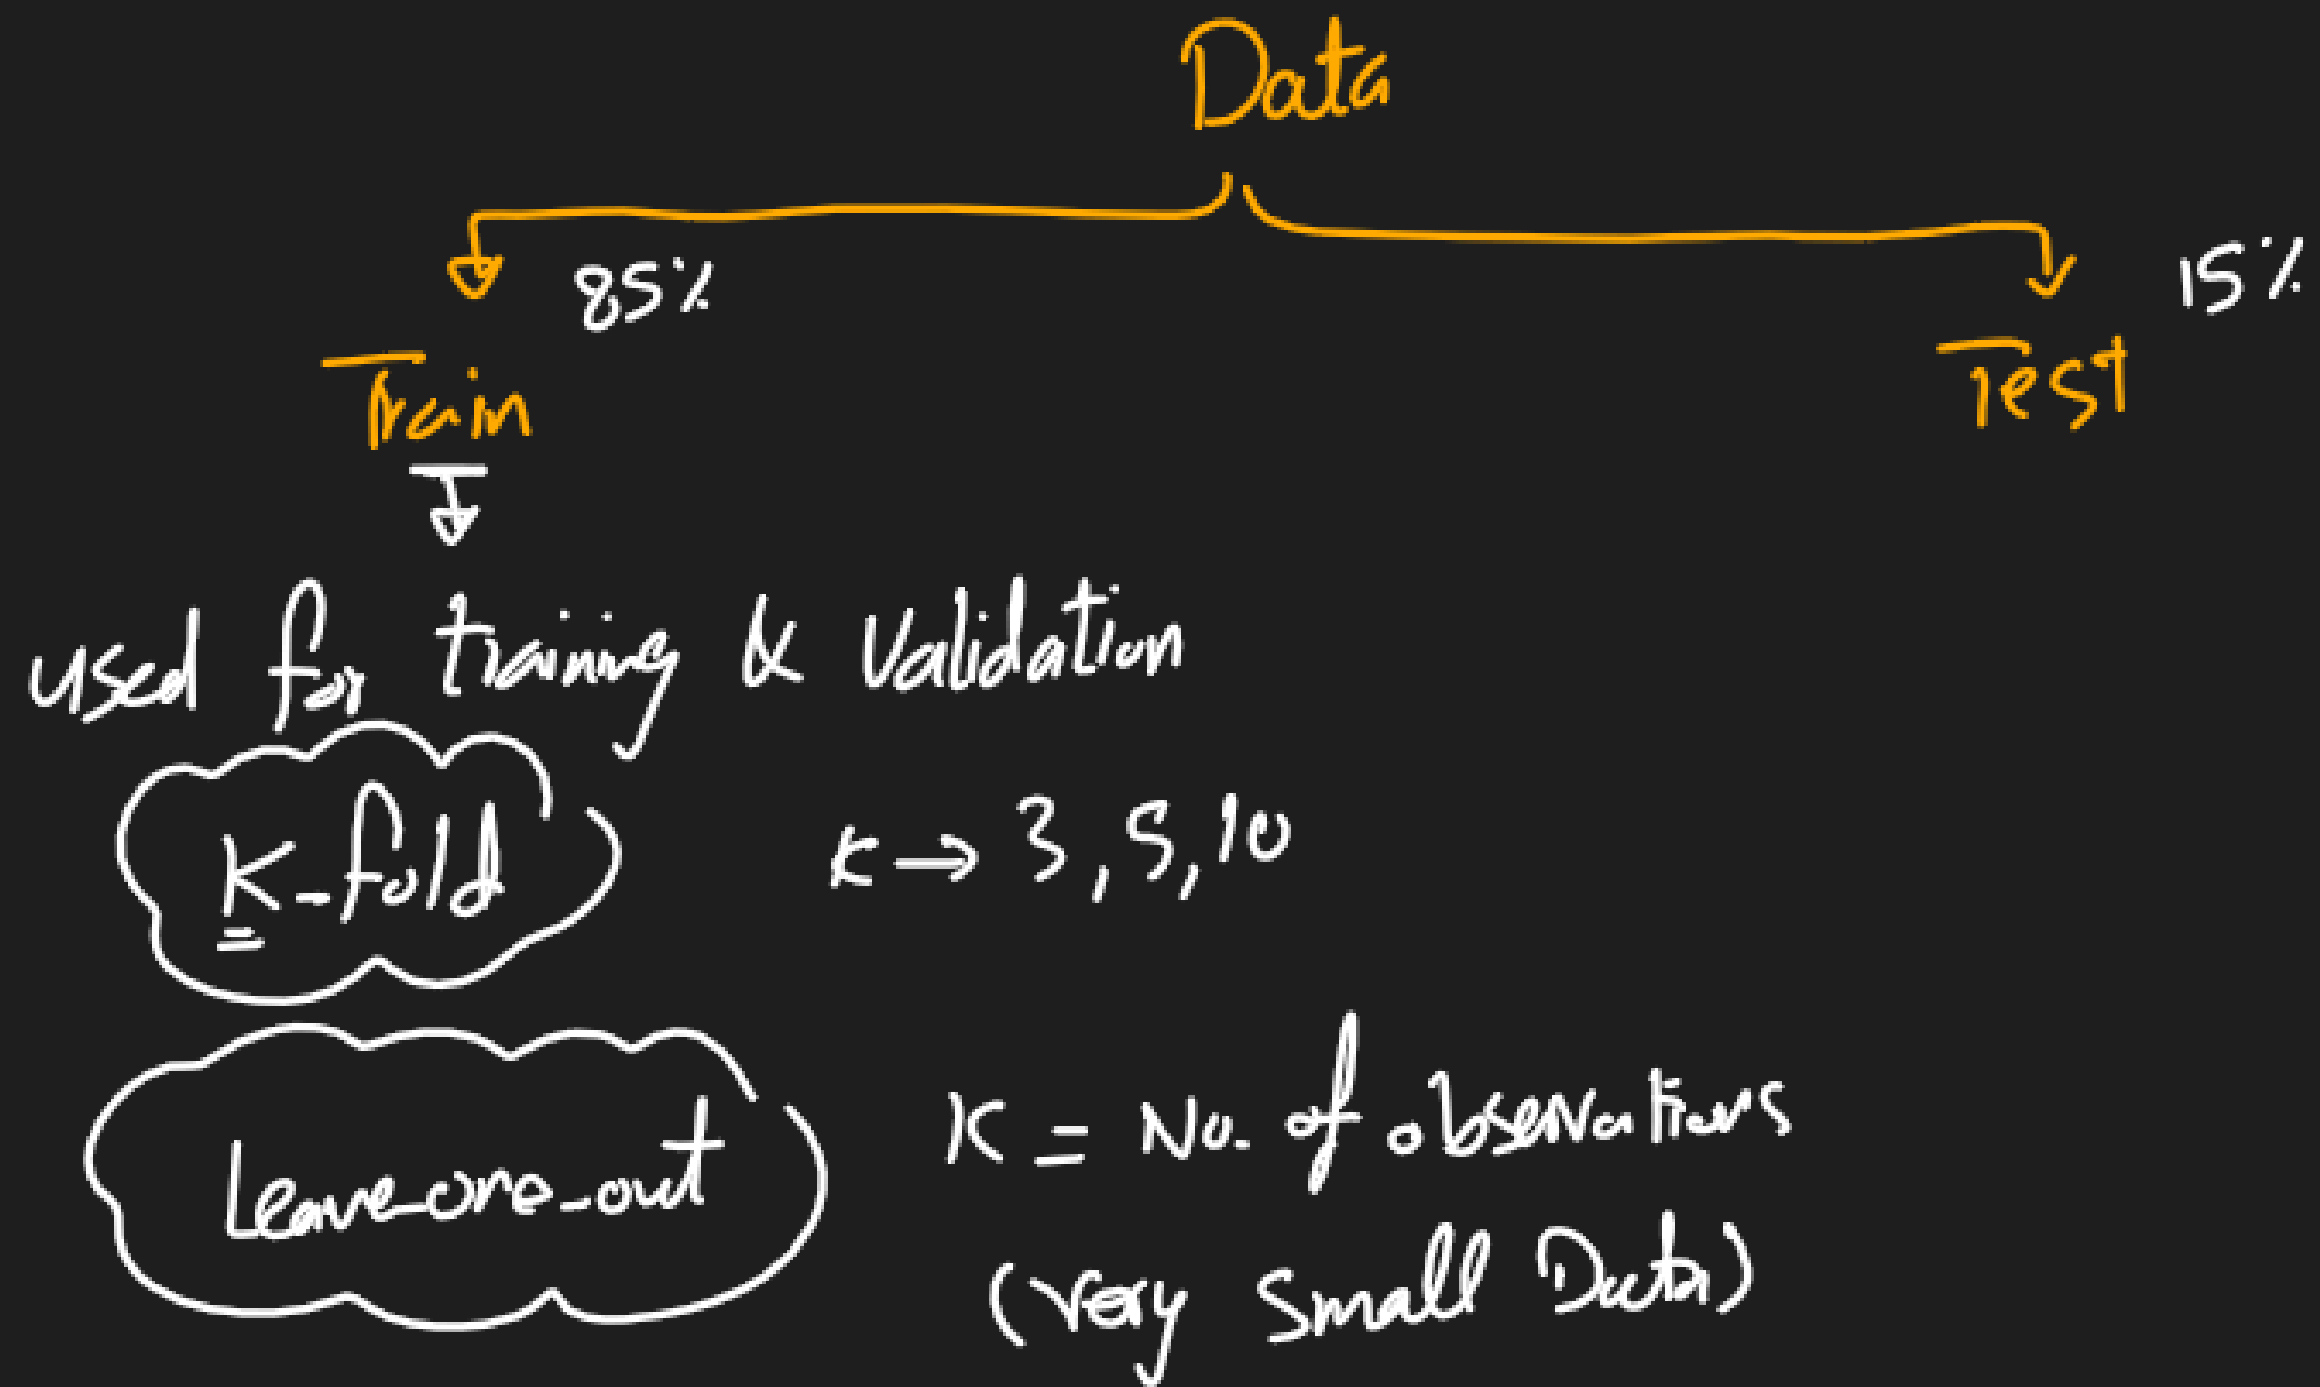 Data
85%
15%
Train
Test
used for training & Validation
K-fold
K → 3, 5, 10
Leave-one-out
K = No. of observations
(very Small Data)